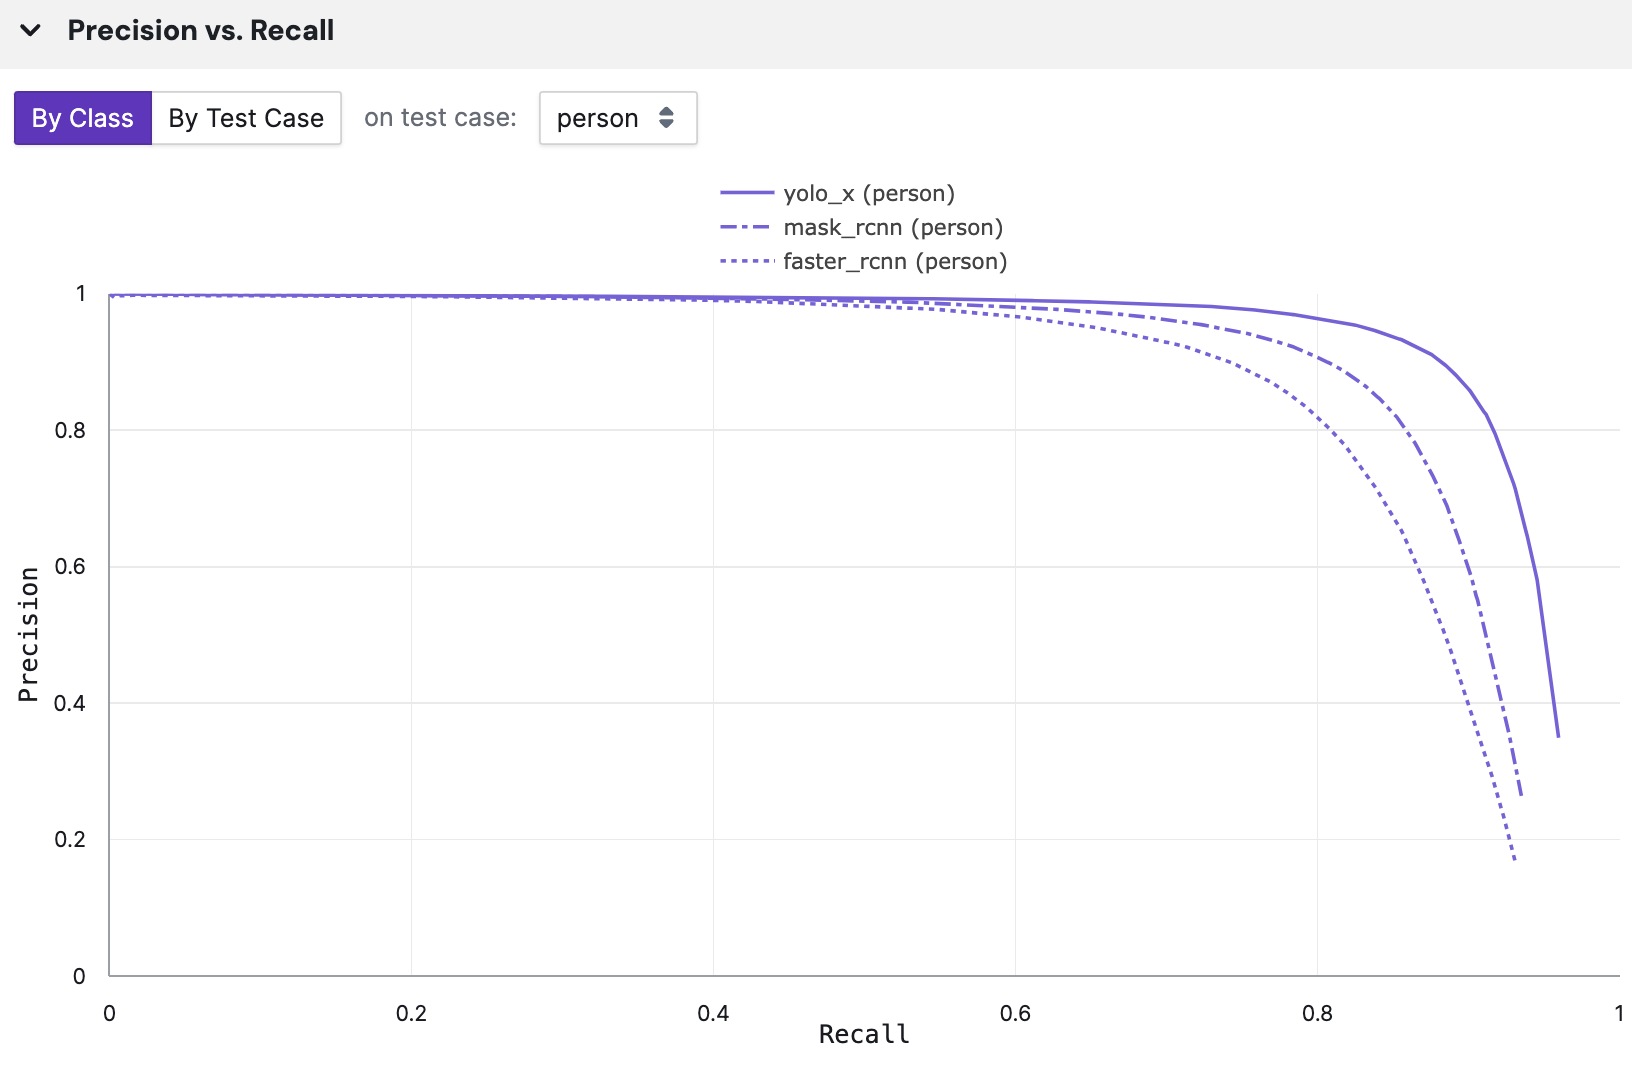 Precision vs. Recall
By Class By Test Case on test case: person
yolo_x (person)
mask_rcnn (person)
faster_rcnn (person)
1
0.8
0.6
0.4
0.2
0
Precision
0 0.2 0.4 0.6 0.8 1
Recall